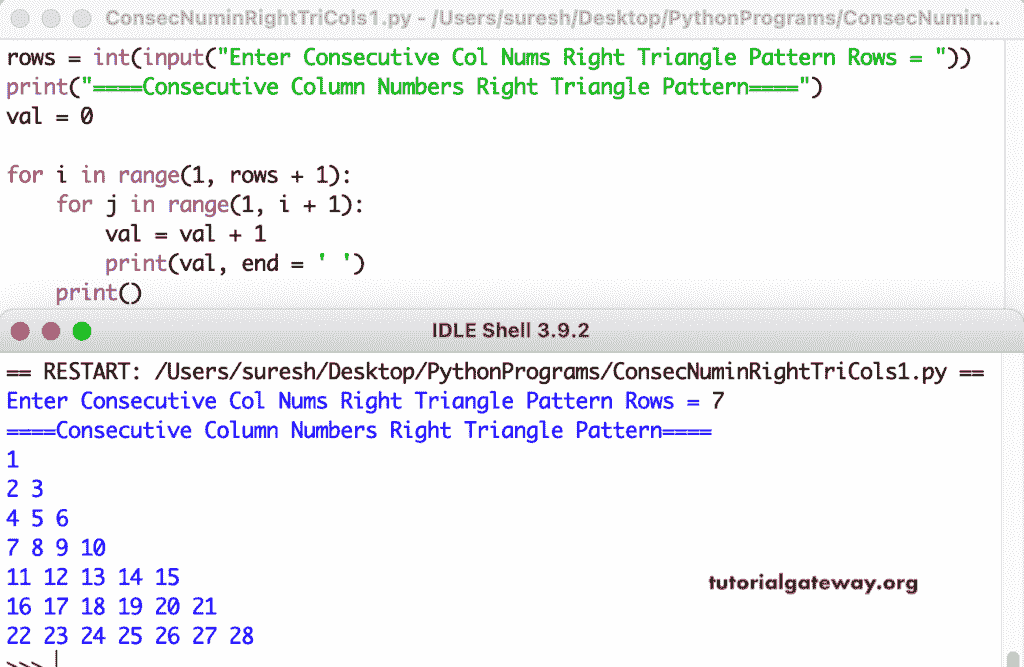 ConsecNuminRightTriCols1.py - /Users/suresh/Desktop/PythonPrograms/ConsecNumin...
rows = int(input("Enter Consecutive Col Nums Right Triangle Pattern Rows = "))
print("====Consecutive Column Numbers Right Triangle Pattern====")
val = 0
for i in range(1, rows + 1):
    for j in range(1, i + 1):
        val = val + 1
        print(val, end = ' ')
    print()
IDLE Shell 3.9.2
== RESTART: /Users/suresh/Desktop/PythonPrograms/ConsecNuminRightTriCols1.py ==
Enter Consecutive Col Nums Right Triangle Pattern Rows = 7
====Consecutive Column Numbers Right Triangle Pattern====
1
2 3
4 5 6
7 8 9 10
11 12 13 14 15
tutorialgateway.org
16 17 18 19 20 21
22 23 24 25 26 27 28
>>>